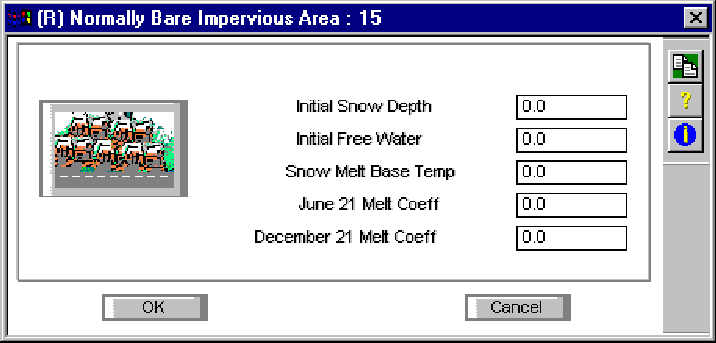 (R) Normally Bare Impervious Area : 15
Initial Snow Depth 0.0
Initial Free Water 0.0
Snow Melt Base Temp 0.0
June 21 Melt Coeff 0.0
December 21 Melt Coeff 0.0
OK Cancel